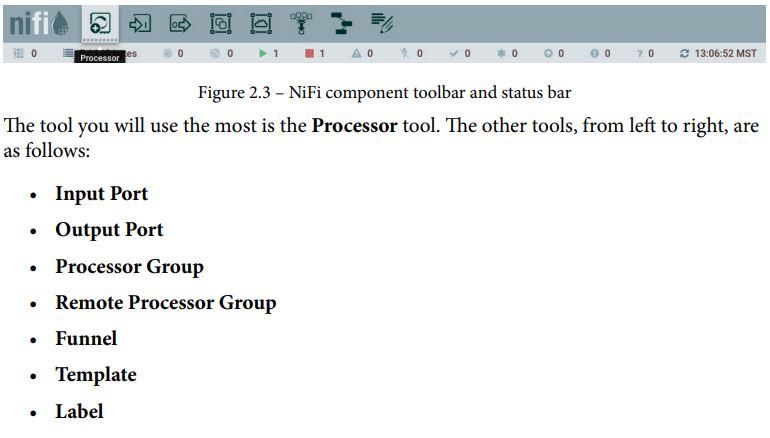 nifi
0
tes
0
0
1
1
0
0
0
0
0
0
? 0
13:06:52 MST
Processor
Figure 2.3 – NiFi component toolbar and status bar
The tool you will use the most is the Processor tool. The other tools, from left to right, are
as follows:
• Input Port
• Output Port
• Processor Group
• Remote Processor Group
• Funnel
• Template
• Label